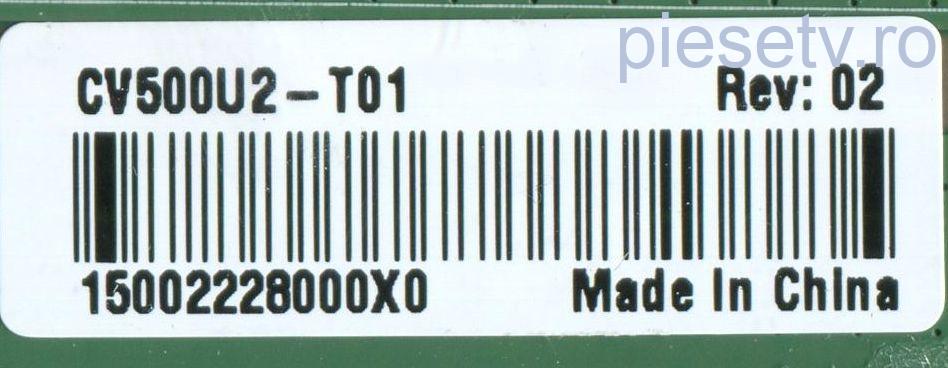 piesetv.ro
CV500U2-T01 Rev: 02
15002228000X0 Made In China